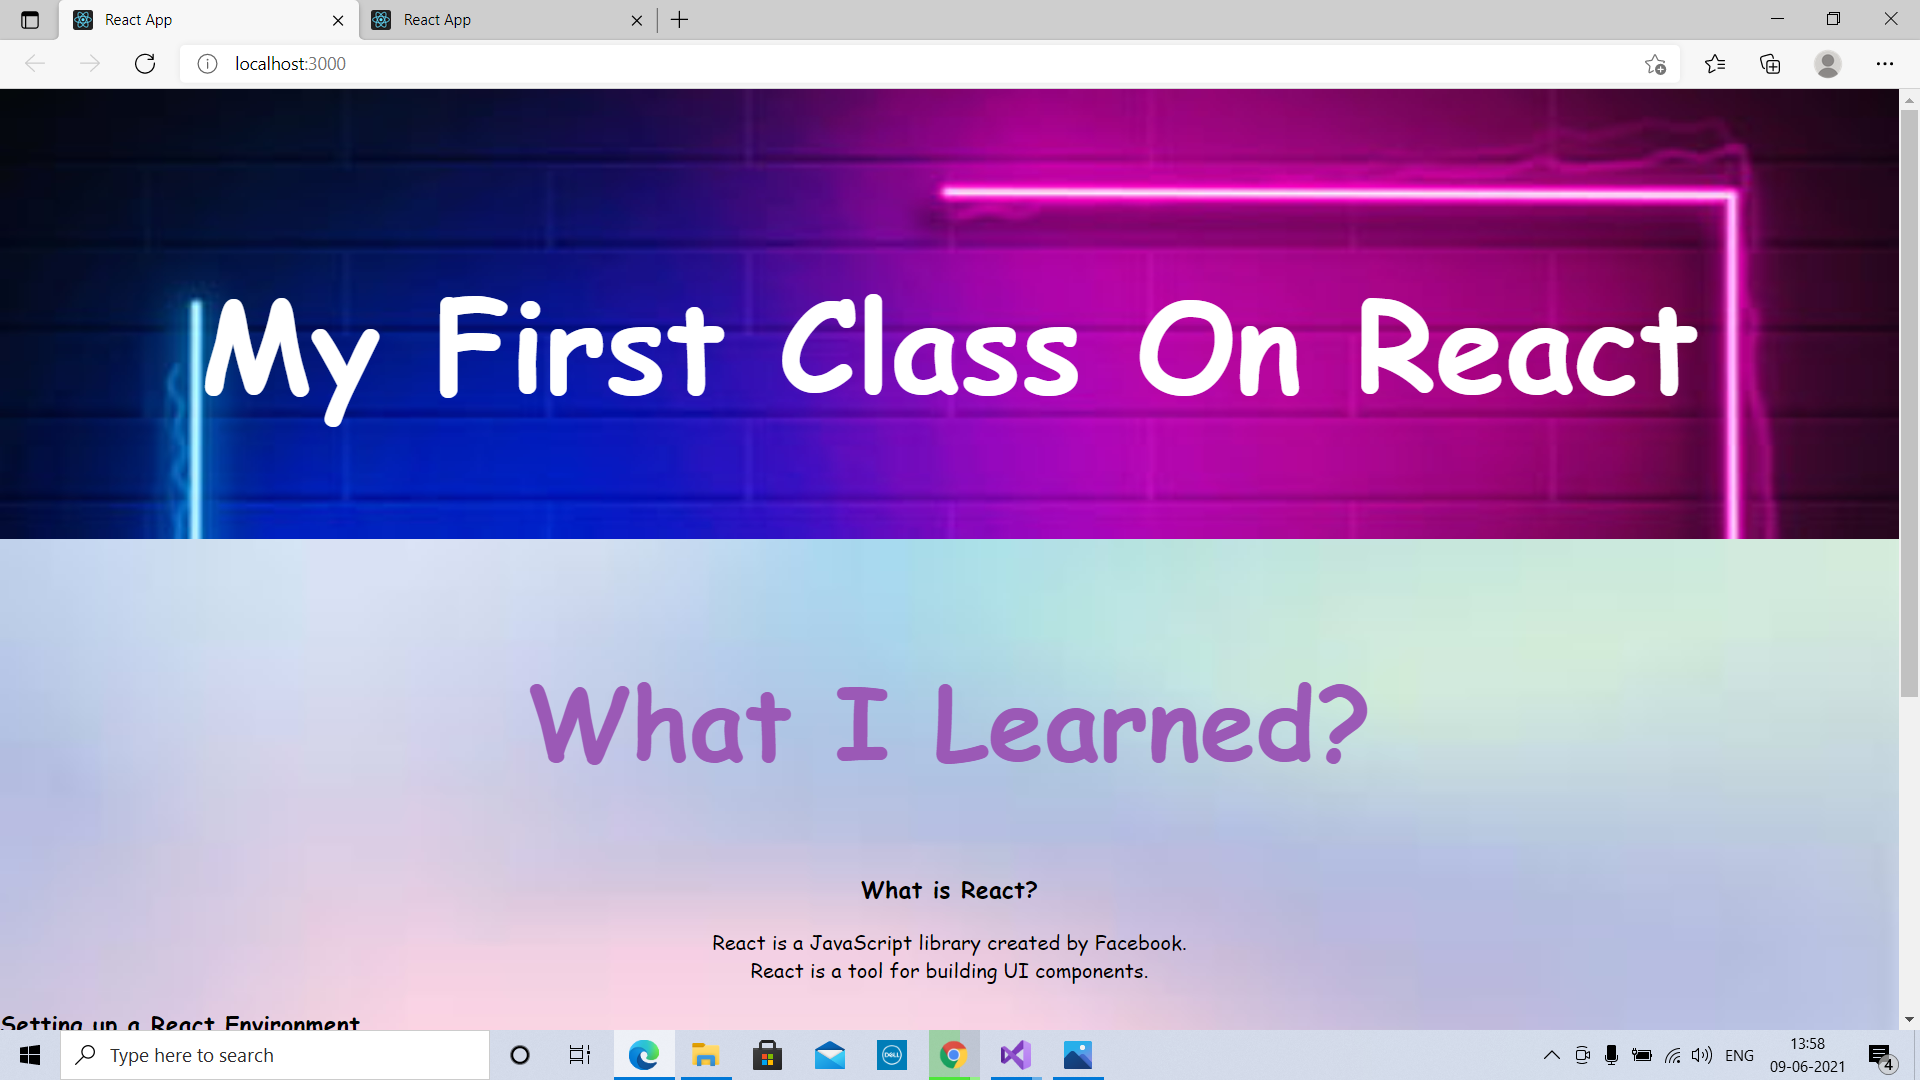 React App
React App
localhost:3000
My First Class On React
What I Learned?
What is React?
React is a JavaScript library created by Facebook.
React is a tool for building UI components.
Setting up a React Environment
Type here to search
DELL
ENG
13:58
09-06-2021
4